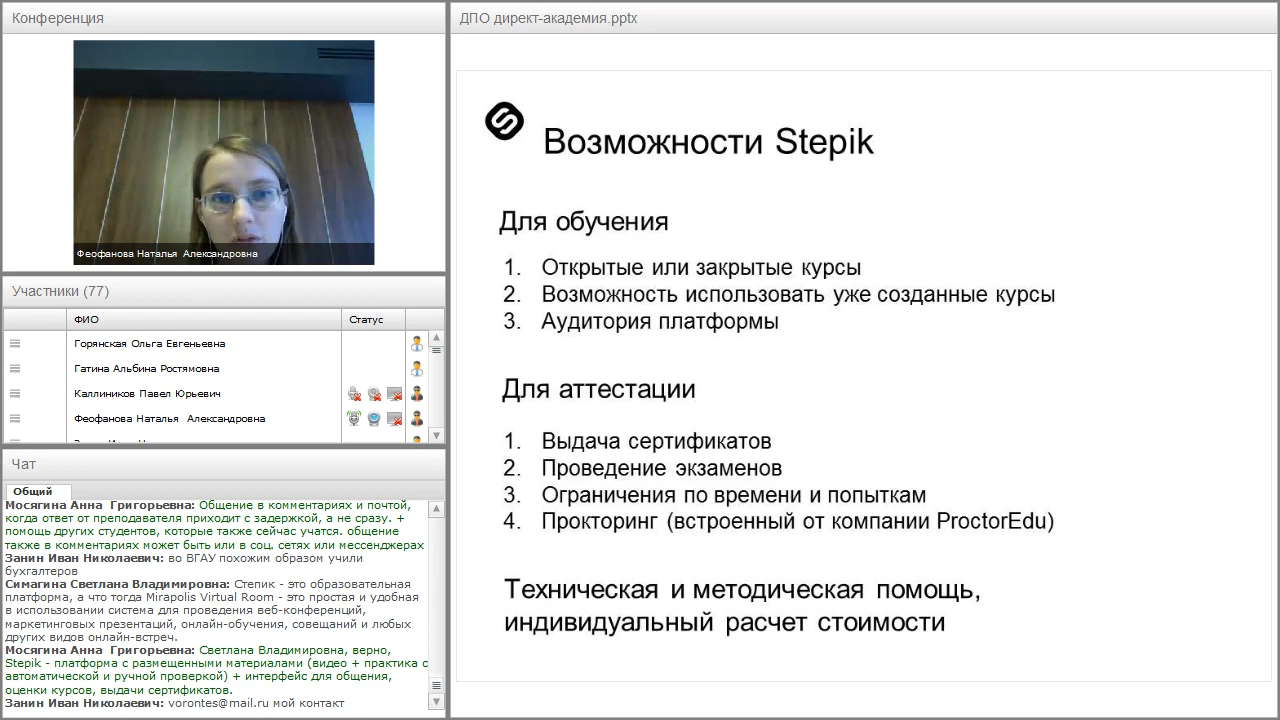 Конференция
Феофанова Наталья Александровна
Участники (77)
ФИО
Статус
Горянская Ольга Евгеньевна
Гатина Альбина Ростямовна
Каллиников Павел Юрьевич
Феофанова Наталья Александровна
Чат
Общий
Мосягина Анна Григорьевна: Общение в комментариях и почтой,
когда ответ от преподавателя приходит с задержкой, а не сразу. +
помощь других студентов, которые также сейчас учатся. общение
также в комментариях может быть или в соц. сетях или мессенджерах
Занин Иван Николаевич: во ВГАУ похожим образом учили
бухгалтеров
Симагина Светлана Владимировна: Степик - это образовательная
платформа, а что тогда Mirapolis Virtual Room - это простая и удобная
в использовании система для проведения веб-конференций,
маркетинговых презентаций, онлайн-обучения, совещаний и любых
других видов онлайн-встреч.
Мосягина Анна Григорьевна: Светлана Владимировна, верно,
Stepik - платформа с размещенными материалами (видео + практика с
автоматической и ручной проверкой) + интерфейс для общения,
оценки курсов, выдачи сертификатов.
Занин Иван Николаевич: vorontes@mail.ru мой контакт
ДПО директ-академия.pptx
Возможности Stepik
Для обучения
1. Открытые или закрытые курсы
2. Возможность использовать уже созданные курсы
3. Аудитория платформы
Для аттестации
1. Выдача сертификатов
2. Проведение экзаменов
3. Ограничения по времени и попыткам
4. Прокторинг (встроенный от компании ProctorEdu)
Техническая и методическая помощь,
индивидуальный расчет стоимости